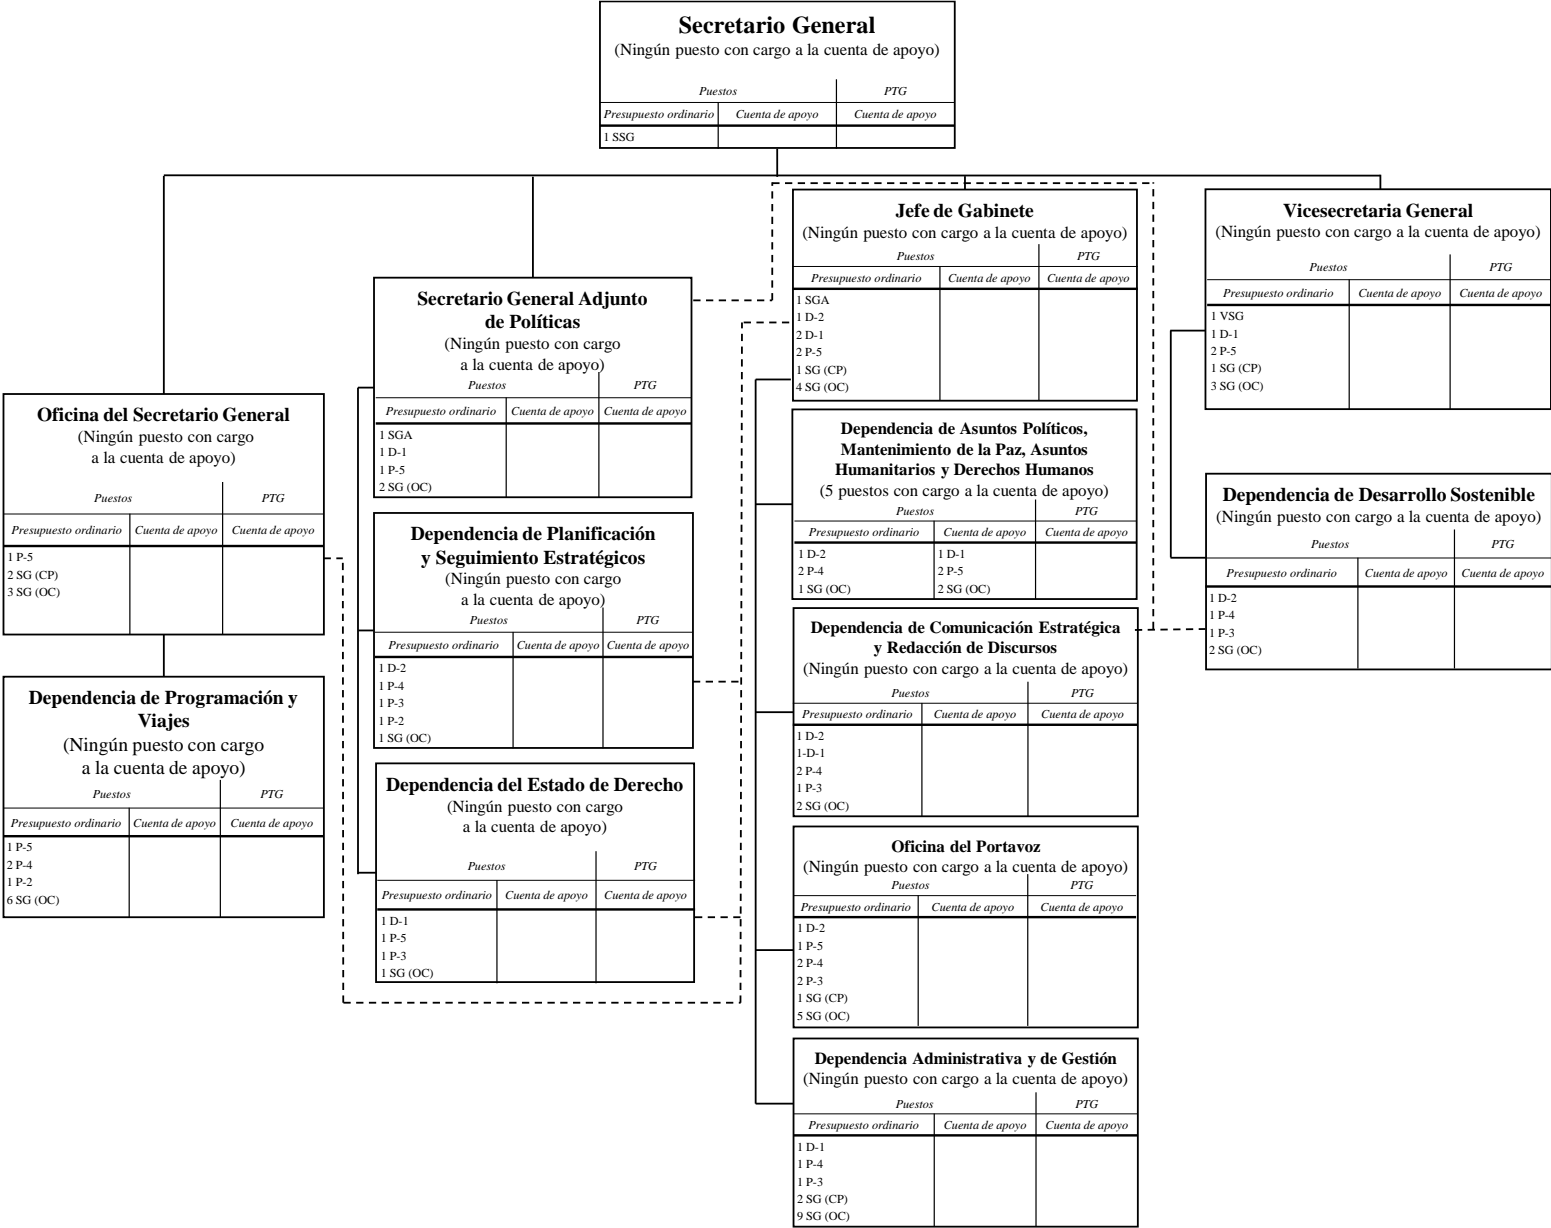 Secretario General
(Ningún puesto con cargo a la cuenta de apoyo)
Puestos PTG
Presupuesto ordinario Cuenta de apoyo Cuenta de apoyo
1 SSG
Oficina del Secretario General
(Ningún puesto con cargo
a la cuenta de apoyo)
Puestos PTG
Presupuesto ordinario Cuenta de apoyo Cuenta de apoyo
1 P-5
2 SG (CP)
3 SG (OC)
Dependencia de Programación y
Viajes
(Ningún puesto con cargo
a la cuenta de apoyo)
Puestos PTG
Presupuesto ordinario Cuenta de apoyo Cuenta de apoyo
1 P-5
2 P-4
1 P-2
6 SG (OC)
Secretario General Adjunto
de Políticas
(Ningún puesto con cargo
a la cuenta de apoyo)
Puestos PTG
Presupuesto ordinario Cuenta de apoyo Cuenta de apoyo
1 SGA
1 D-1
1 P-5
2 SG (OC)
Dependencia de Planificación
y Seguimiento Estratégicos
(Ningún puesto con cargo
a la cuenta de apoyo)
Puestos PTG
Presupuesto ordinario Cuenta de apoyo Cuenta de apoyo
1 D-2
1 P-4
1 P-3
1 P-2
1 SG (OC)
Dependencia del Estado de Derecho
(Ningún puesto con cargo
a la cuenta de apoyo)
Puestos PTG
Presupuesto ordinario Cuenta de apoyo Cuenta de apoyo
1 D-1
1 P-5
1 P-3
1 SG (OC)
Jefe de Gabinete
(Ningún puesto con cargo a la cuenta de apoyo)
Puestos PTG
Presupuesto ordinario Cuenta de apoyo Cuenta de apoyo
1 SGA
1 D-2
2 D-1
2 P-5
1 SG (CP)
4 SG (OC)
Dependencia de Asuntos Políticos,
Mantenimiento de la Paz, Asuntos
Humanitarios y Derechos Humanos
(5 puestos con cargo a la cuenta de apoyo)
Puestos PTG
Presupuesto ordinario Cuenta de apoyo Cuenta de apoyo
1 D-2 1 D-1
2 P-4 2 P-5
1 SG (OC) 2 SG (OC)
Dependencia de Comunicación Estratégica
y Redacción de Discursos
(Ningún puesto con cargo a la cuenta de apoyo)
Puestos PTG
Presupuesto ordinario Cuenta de apoyo Cuenta de apoyo
1 D-2
1-D-1
2 P-4
1 P-3
2 SG (OC)
Oficina del Portavoz
(Ningún puesto con cargo a la cuenta de apoyo)
Puestos PTG
Presupuesto ordinario Cuenta de apoyo Cuenta de apoyo
1 D-2
1 P-5
2 P-4
2 P-3
1 SG (CP)
5 SG (OC)
Dependencia Administrativa y de Gestión
(Ningún puesto con cargo a la cuenta de apoyo)
Puestos PTG
Presupuesto ordinario Cuenta de apoyo Cuenta de apoyo
1 D-1
1 P-4
1 P-3
2 SG (CP)
9 SG (OC)
Vicesecretaria General
(Ningún puesto con cargo a la cuenta de apoyo)
Puestos PTG
Presupuesto ordinario Cuenta de apoyo Cuenta de apoyo
1 VSG
1 D-1
2 P-5
1 SG (CP)
3 SG (OC)
Dependencia de Desarrollo Sostenible
(Ningún puesto con cargo a la cuenta de apoyo)
Puestos PTG
Presupuesto ordinario Cuenta de apoyo Cuenta de apoyo
1 D-2
1 P-4
1 P-3
2 SG (OC)